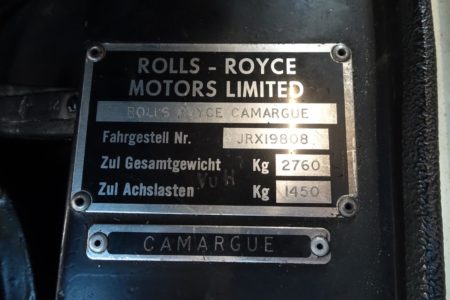 ROLLS - ROYCE
MOTORS LIMITED
ROLLS ROYCE CAMARGUE
Fahrgestell Nr. JRX19808
Zul Gesamtgewicht Kg 2760
Zul Achslasten VuH Kg 1450
CAMARGUE